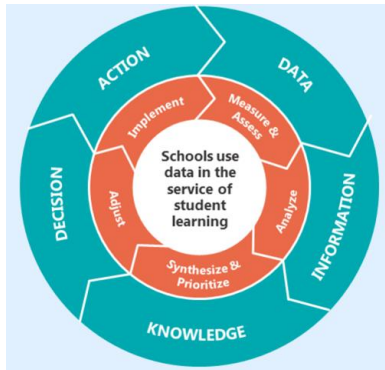 ACTION
DATA
INFORMATION
KNOWLEDGE
DECISION
Implement
Measure &
Assess
Analyze
Synthesize &
Prioritize
Adjust
Schools use
data in the
service of
student
learning